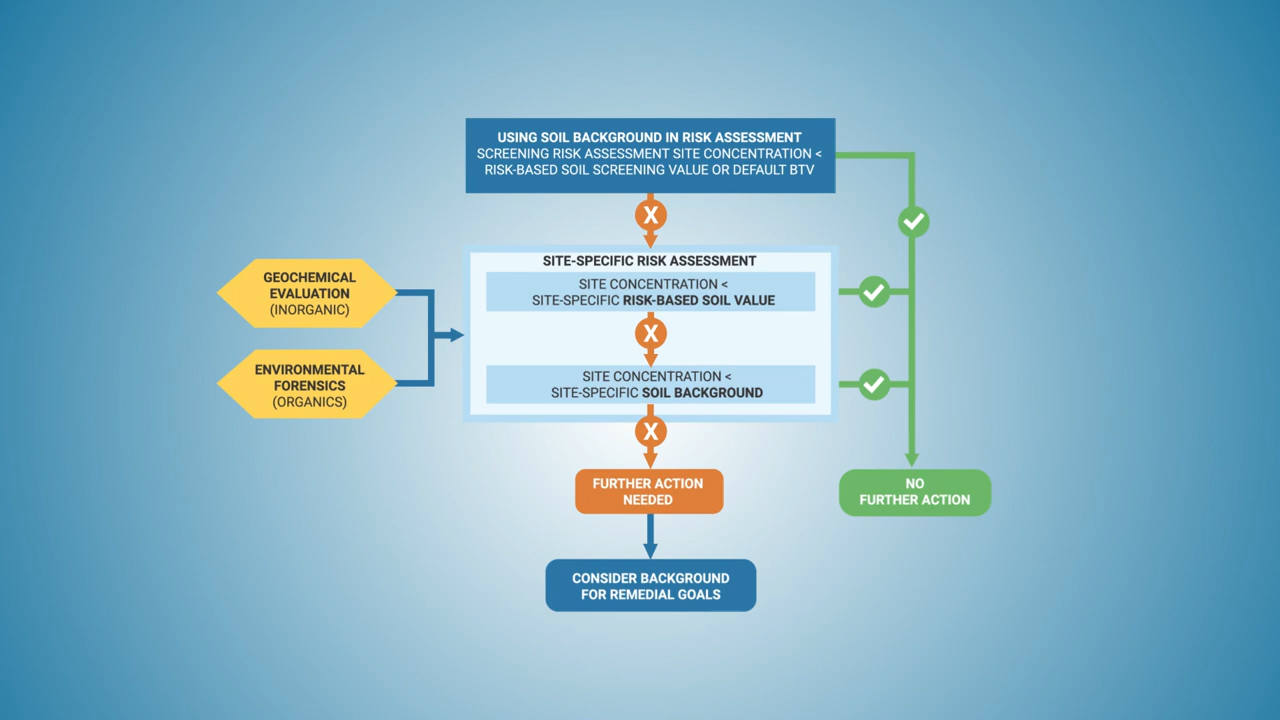 USING SOIL BACKGROUND IN RISK ASSESSMENT
SCREENING RISK ASSESSMENT SITE CONCENTRATION <
RISK-BASED SOIL SCREENING VALUE OR DEFAULT BTV
X
SITE-SPECIFIC RISK ASSESSMENT
SITE CONCENTRATION <
SITE-SPECIFIC RISK-BASED SOIL VALUE
X
SITE CONCENTRATION <
SITE-SPECIFIC SOIL BACKGROUND
X
GEOCHEMICAL
EVALUATION
(INORGANIC)
ENVIRONMENTAL
FORENSICS
(ORGANICS)
FURTHER ACTION
NEEDED
NO
FURTHER ACTION
CONSIDER BACKGROUND
FOR REMEDIAL GOALS